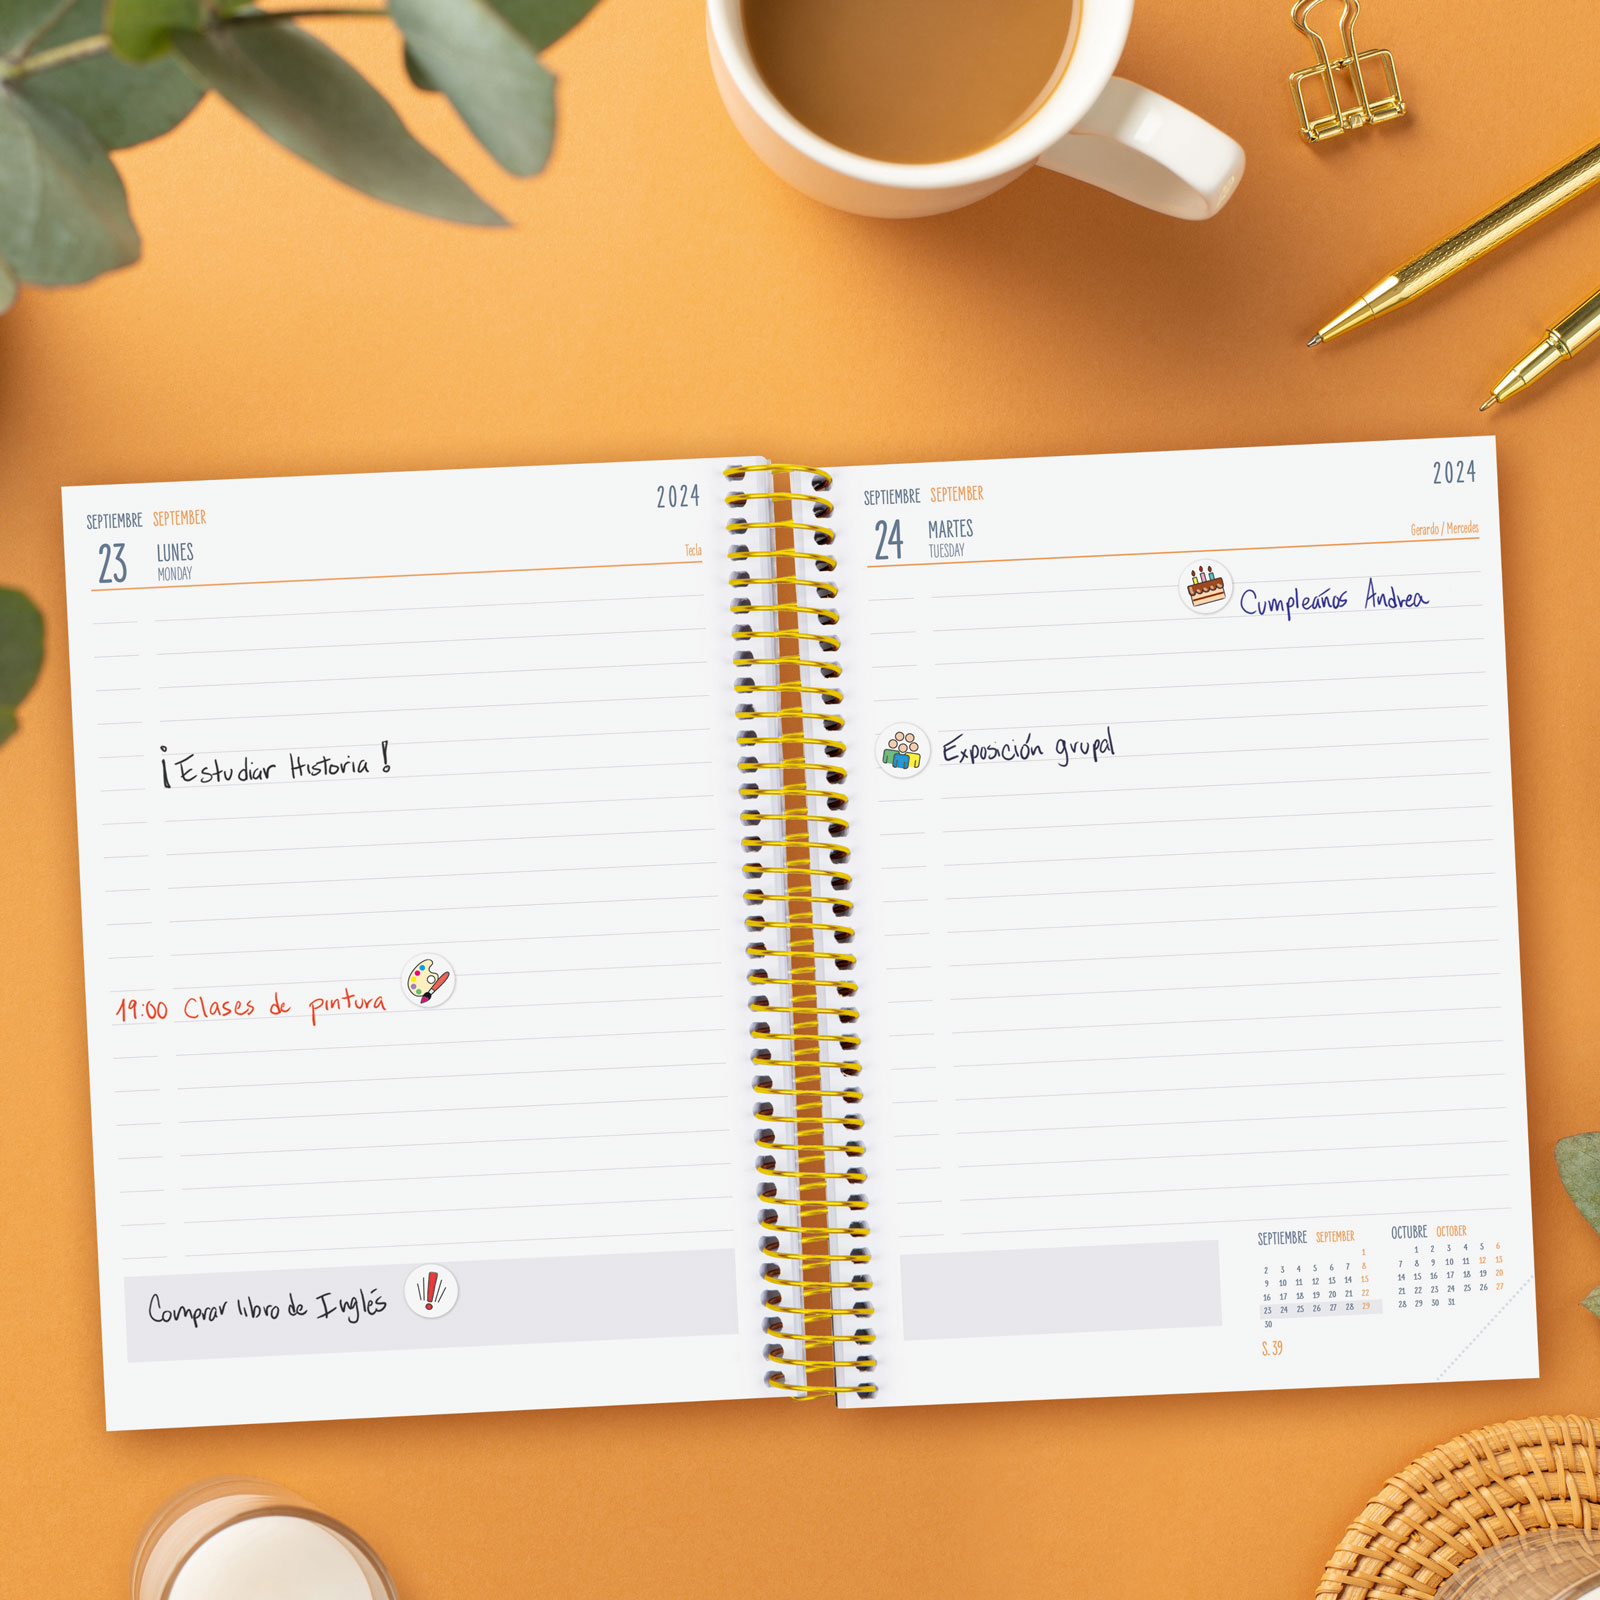 SEPTIEMBRE SEPTEMBER 2024
23 LUNES
MONDAY
Tecla
¡Estudiar Historia!
19:00 Clases de pintura
Comprar libro de Inglés
SEPTIEMBRE SEPTEMBER 2024
24 MARTES
TUESDAY
Gerardo / Mercedes
Cumpleaños Andrea
Exposición grupal
SEPTIEMBRE SEPTEMBER
1
2 3 4 5 6 7 8
9 10 11 12 13 14 15
16 17 18 19 20 21 22
23 24 25 26 27 28 29
30
S. 39
OCTUBRE OCTOBER
1 2 3 4 5 6
7 8 9 10 11 12 13
14 15 16 17 18 19 20
21 22 23 24 25 26 27
28 29 30 31